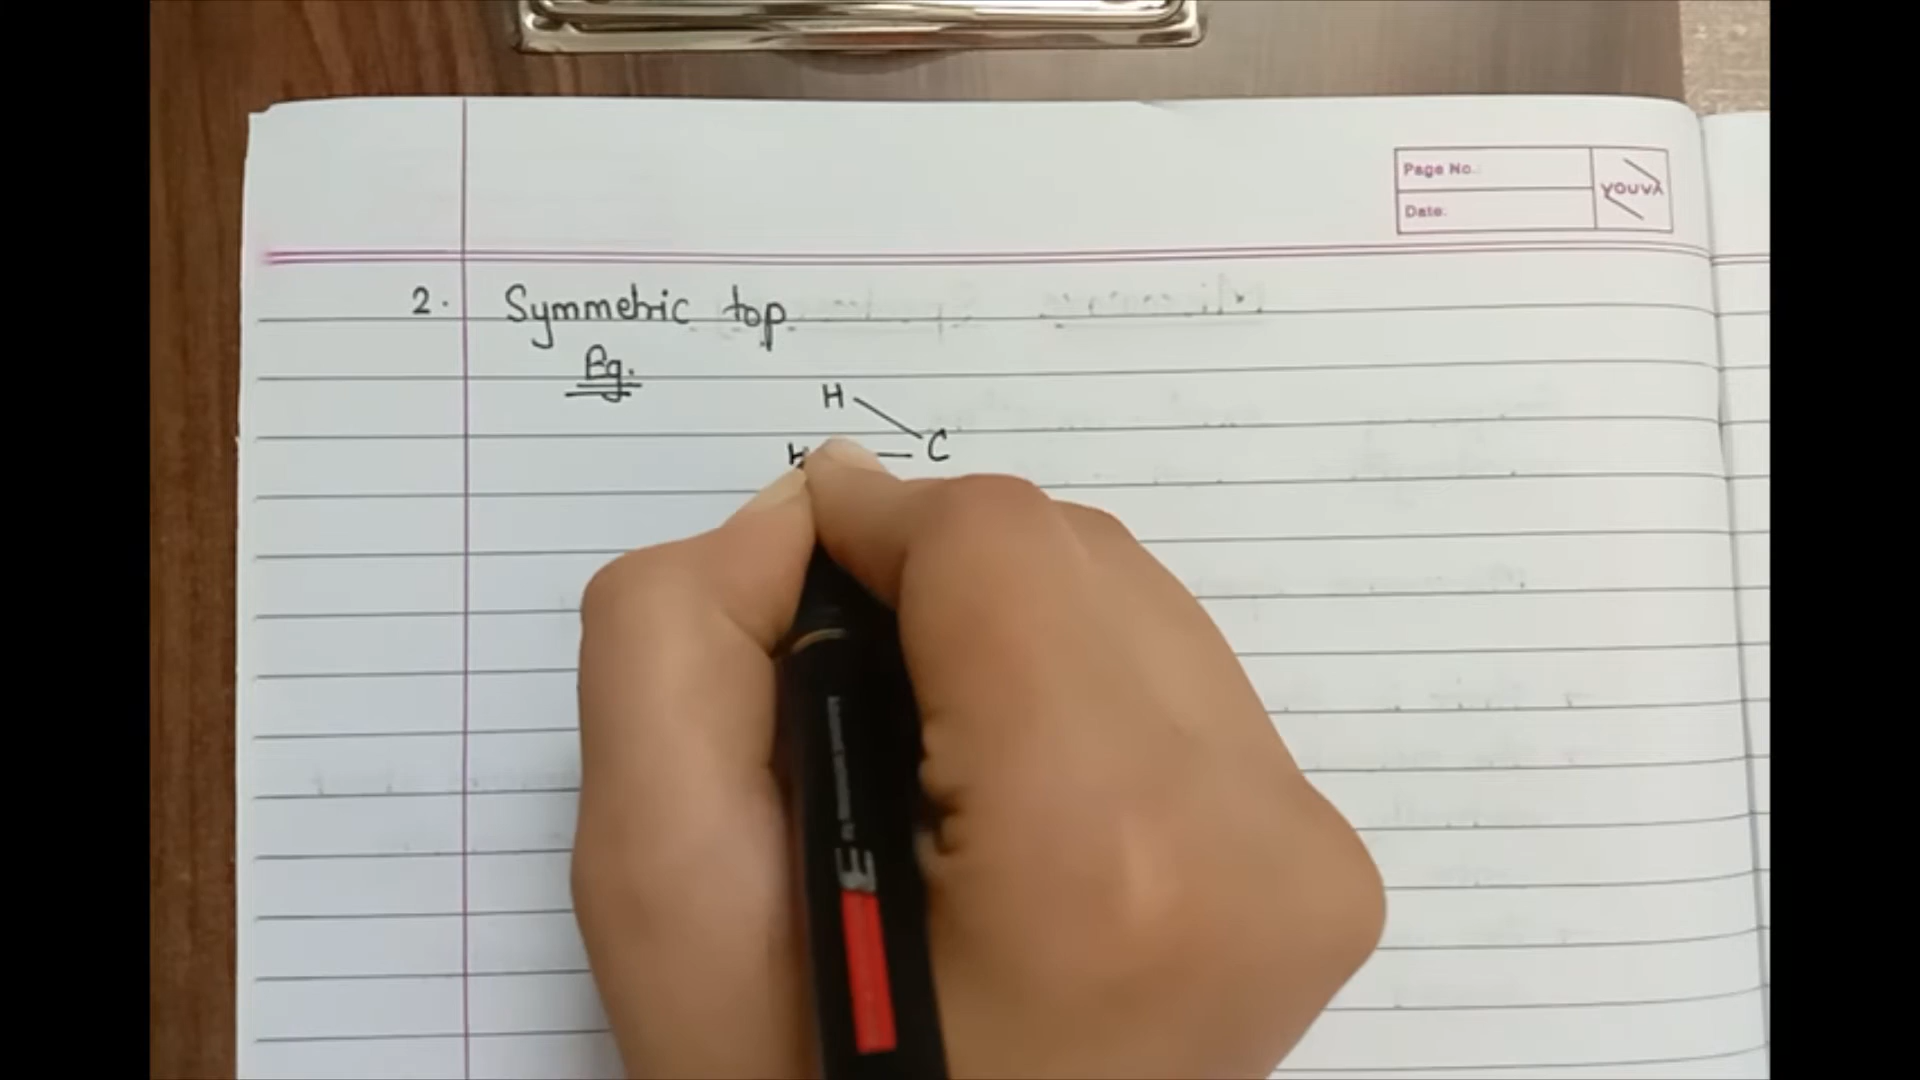 Page No.:
YOUVA
Date:
2. Symmetric top
Eg.
H
H C